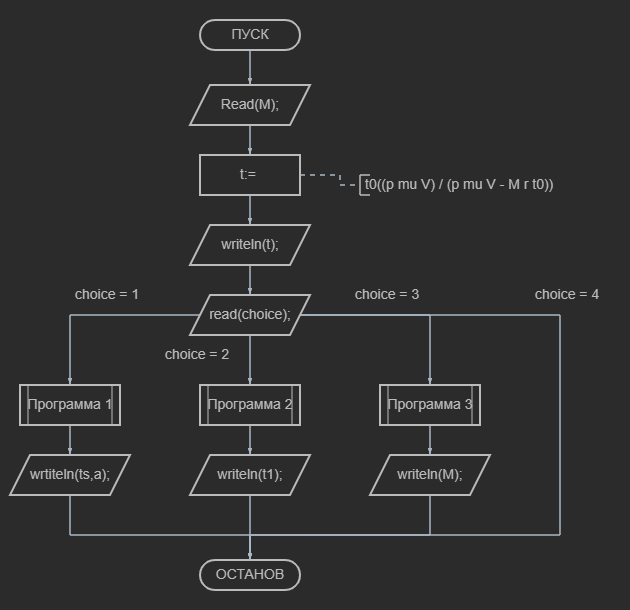 ПУСК
Read(M);
t:=
t0((p mu V) / (p mu V - M r t0))
writeln(t);
choice = 1
choice = 3
choice = 4
read(choice);
choice = 2
Программа 1
Программа 2
Программа 3
wrtiteln(ts,a);
writeln(t1);
writeln(M);
ОСТАНОВ